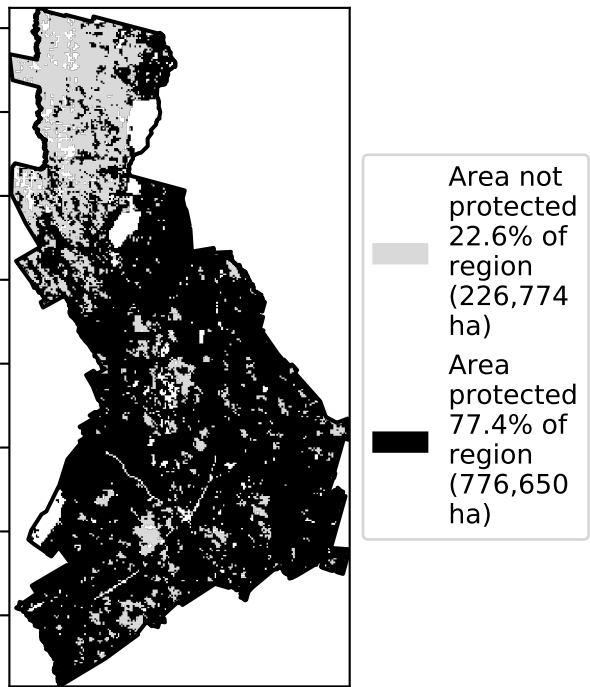 Area not
protected
22.6% of
region
(226,774
ha)
Area
protected
77.4% of
region
(776,650
ha)